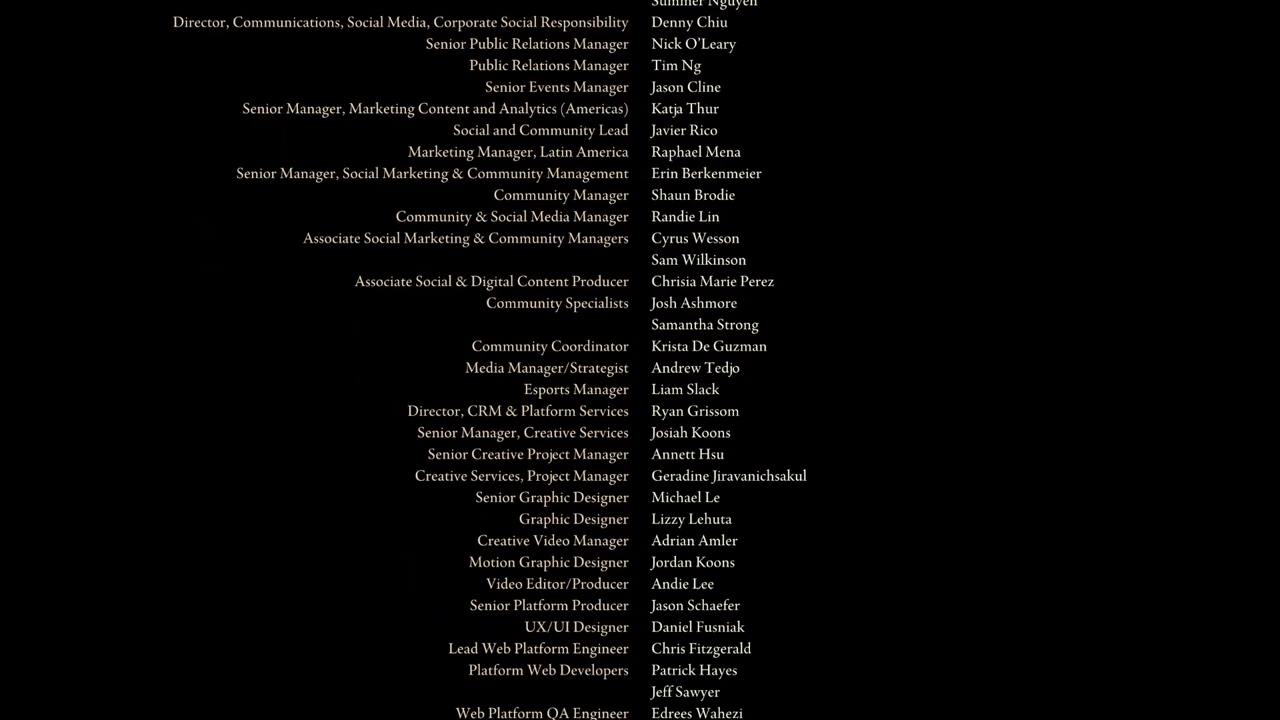 Summer Nguyen
Director, Communications, Social Media, Corporate Social Responsibility Denny Chiu
Senior Public Relations Manager Nick O'Leary
Public Relations Manager Tim Ng
Senior Events Manager Jason Cline
Senior Manager, Marketing Content and Analytics (Americas) Katja Thur
Social and Community Lead Javier Rico
Marketing Manager, Latin America Raphael Mena
Senior Manager, Social Marketing & Community Management Erin Berkenmeier
Community Manager Shaun Brodie
Community & Social Media Manager Randie Lin
Associate Social Marketing & Community Managers Cyrus Wesson
Sam Wilkinson
Associate Social & Digital Content Producer Chrisia Marie Perez
Community Specialists Josh Ashmore
Samantha Strong
Community Coordinator Krista De Guzman
Media Manager/Strategist Andrew Tedjo
Esports Manager Liam Slack
Director, CRM & Platform Services Ryan Grissom
Senior Manager, Creative Services Josiah Koons
Senior Creative Project Manager Annett Hsu
Creative Services, Project Manager Geradine Jiravanichsakul
Senior Graphic Designer Michael Le
Graphic Designer Lizzy Lehuta
Creative Video Manager Adrian Amler
Motion Graphic Designer Jordan Koons
Video Editor/Producer Andie Lee
Senior Platform Producer Jason Schaefer
UX/UI Designer Daniel Fusniak
Lead Web Platform Engineer Chris Fitzgerald
Platform Web Developers Patrick Hayes
Jeff Sawyer
Web Platform QA Engineer Edrees Wahezi